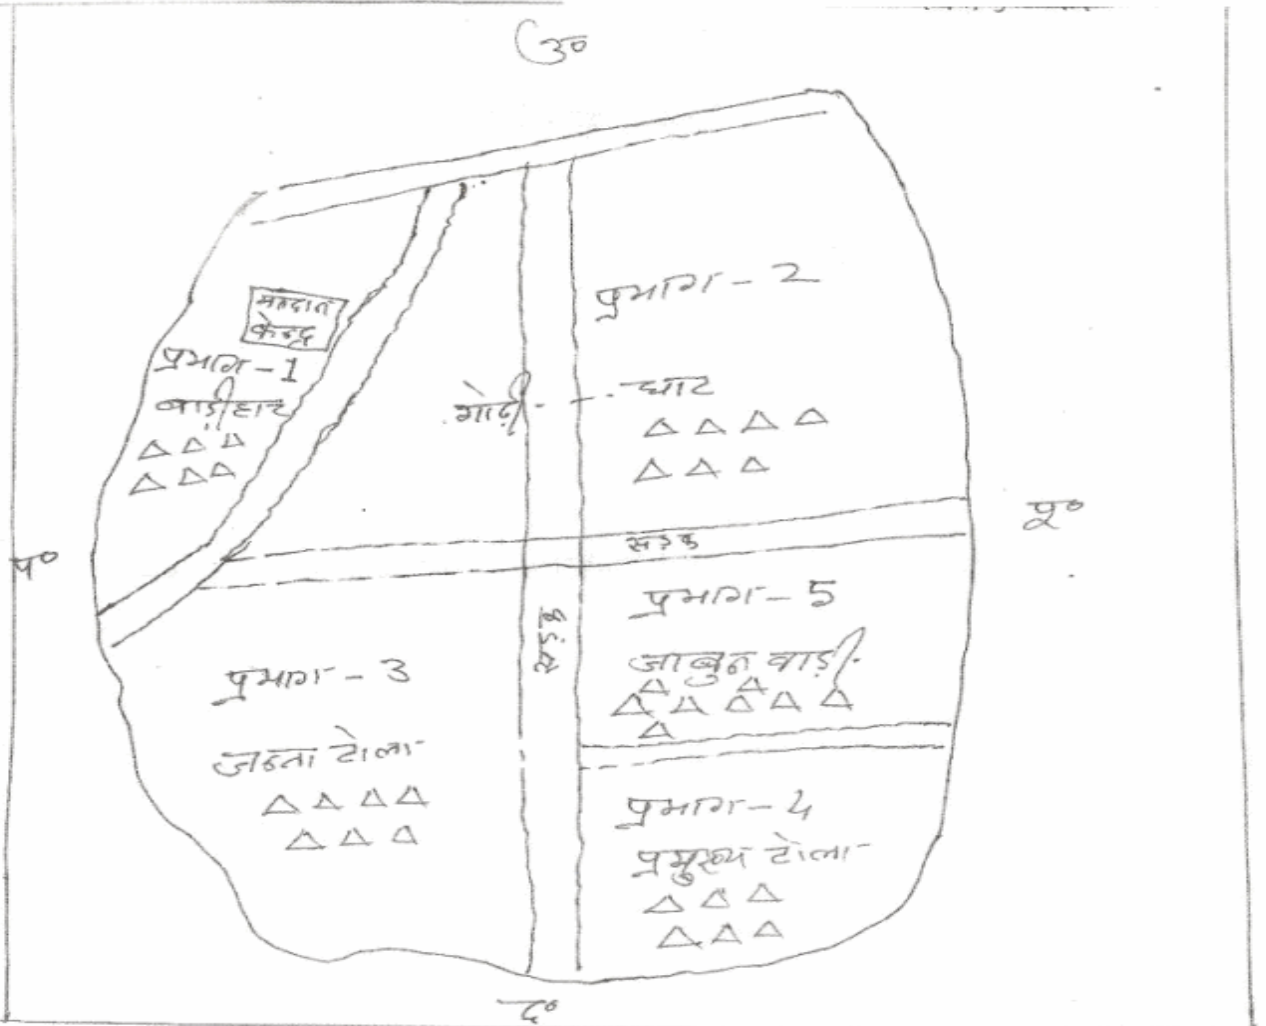 उ०
प्रभाग-2
मतदान
केन्द्र
प्रभाग-1
बाड़ीहार
गोढ़ी - - - घाट
पू०
सड़क
प०
प्रभाग-5
सड़क
जाबुन वाड़ी
प्रभाग-3
जनता टोला
प्रभाग-4
प्रमुख्य टोला
द०